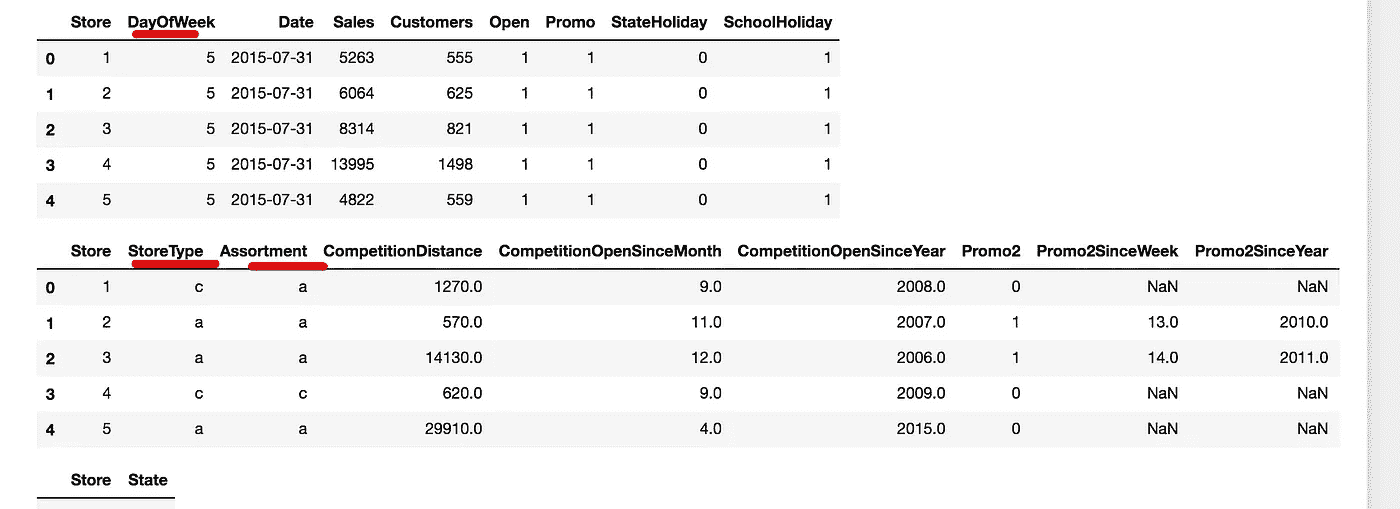 Store DayOfWeek Date Sales Customers Open Promo StateHoliday SchoolHoliday
0 1 5 2015-07-31 5263 555 1 1 0 1
1 2 5 2015-07-31 6064 625 1 1 0 1
2 3 5 2015-07-31 8314 821 1 1 0 1
3 4 5 2015-07-31 13995 1498 1 1 0 1
4 5 5 2015-07-31 4822 559 1 1 0 1
Store StoreType Assortment CompetitionDistance CompetitionOpenSinceMonth CompetitionOpenSinceYear Promo2 Promo2SinceWeek Promo2SinceYear
0 1 c a 1270.0 9.0 2008.0 0 NaN NaN
1 2 a a 570.0 11.0 2007.0 1 13.0 2010.0
2 3 a a 14130.0 12.0 2006.0 1 14.0 2011.0
3 4 c c 620.0 9.0 2009.0 0 NaN NaN
4 5 a a 29910.0 4.0 2015.0 0 NaN NaN
Store State